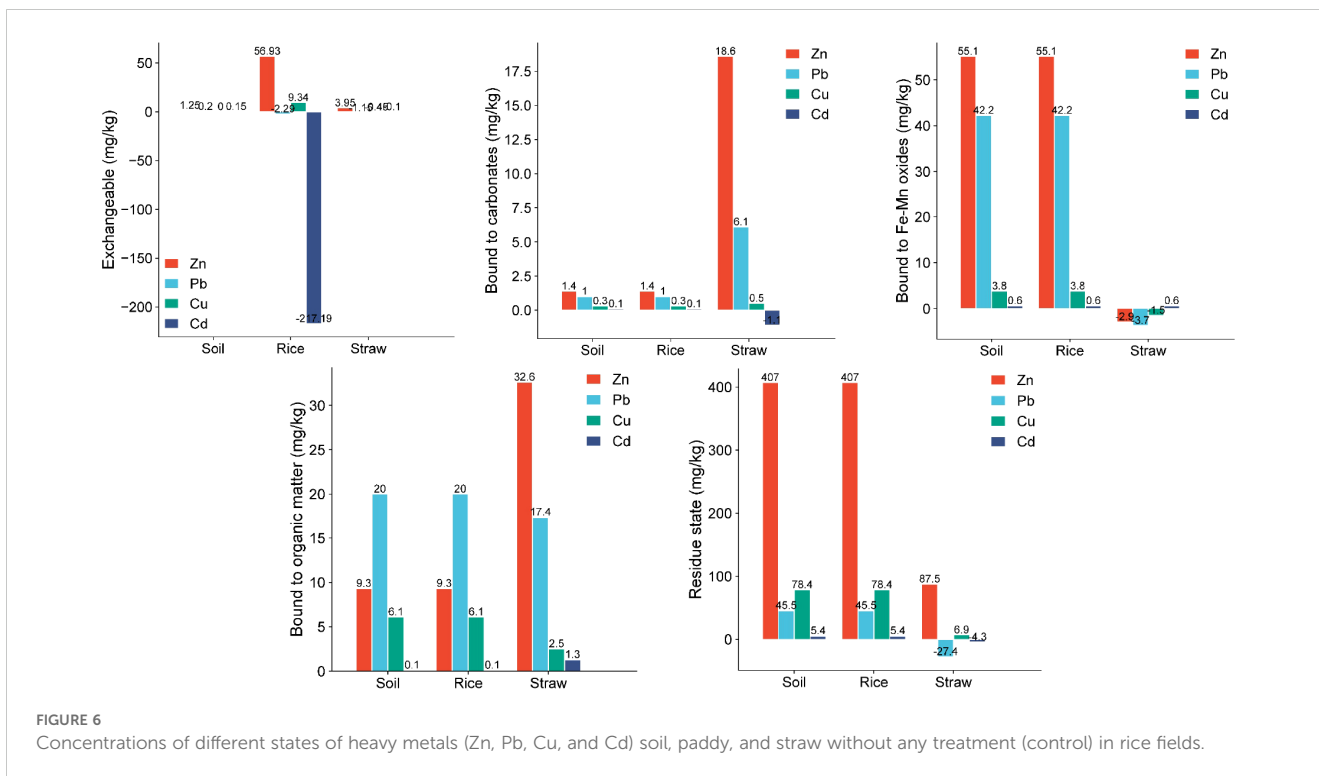 Exchangeable (mg/kg)
50
0
−50
−100
−150
−200
56.93
1.25 0.2 0 0.15
-2.29
9.34
-217.19
3.95
0.1
Zn
Pb
Cu
Cd
Soil Rice Straw
Bound to carbonates (mg/kg)
17.5
15.0
12.5
10.0
7.5
5.0
2.5
0.0
1.4 1 0.3 0.1
1.4 1 0.3 0.1
18.6
6.1
0.5
-1.1
Zn
Pb
Cu
Cd
Soil Rice Straw
Bound to Fe-Mn oxides (mg/kg)
50
40
30
20
10
0
55.1
42.2
3.8
0.6
55.1
42.2
3.8
0.6
-2.9
-3.7
-1.5
0.6
Zn
Pb
Cu
Cd
Soil Rice Straw
Bound to organic matter (mg/kg)
30
25
20
15
10
5
0
9.3
20
6.1
0.1
9.3
20
6.1
0.1
32.6
17.4
2.5
1.3
Zn
Pb
Cu
Cd
Soil Rice Straw
Residue state (mg/kg)
400
300
200
100
0
407
45.5
78.4
5.4
407
45.5
78.4
5.4
87.5
-27.4
6.9
-4.3
Zn
Pb
Cu
Cd
Soil Rice Straw
FIGURE 6
Concentrations of different states of heavy metals (Zn, Pb, Cu, and Cd) soil, paddy, and straw without any treatment (control) in rice fields.